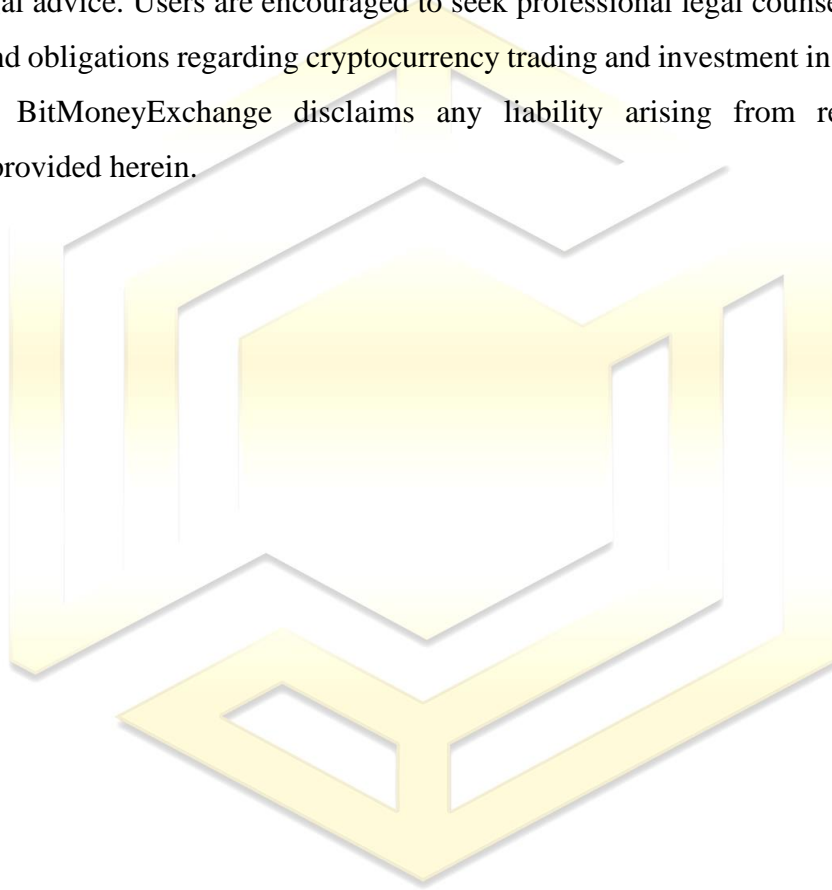 al advice. Users are encouraged to seek professional legal counse
nd obligations regarding cryptocurrency trading and investment in
BitMoneyExchange disclaims any liability arising from re
provided herein.